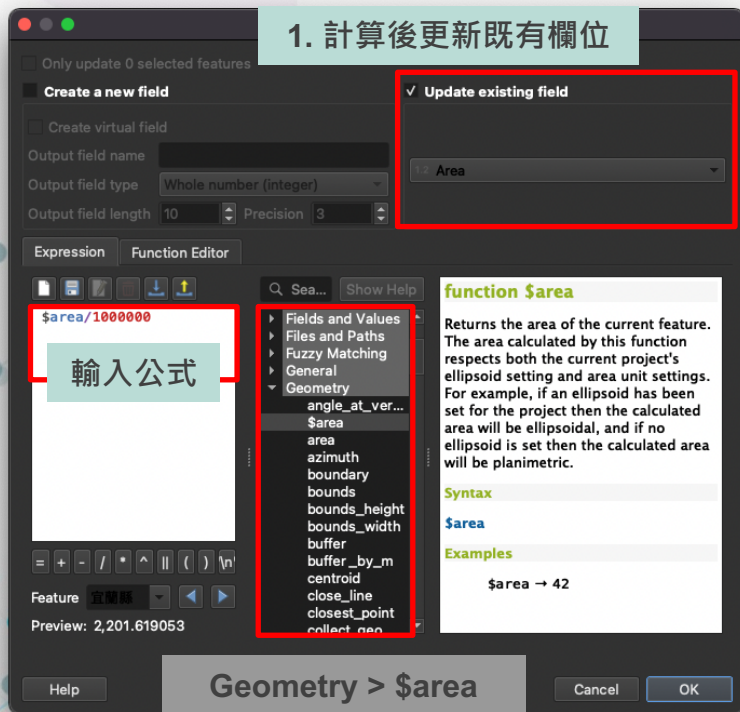 1. 計算後更新既有欄位
Only update 0 selected features
Create a new field
Update existing field
Create virtual field
Output field name
Output field type Whole number (integer)
Output field length 10 Precision 3
1.2 Area
Expression Function Editor
Sea... Show Help
$area/1000000
輸入公式
Fields and Values
Files and Paths
Fuzzy Matching
General
Geometry
angle_at_ver...
$area
area
azimuth
boundary
bounds
bounds_height
bounds_width
buffer
buffer_by_m
centroid
close_line
closest_point
collect_geo
function $area
Returns the area of the current feature.
The area calculated by this function
respects both the current project's
ellipsoid setting and area unit settings.
For example, if an ellipsoid has been
set for the project then the calculated
area will be ellipsoidal, and if no
ellipsoid is set then the calculated area
will be planimetric.
Syntax
$area
Examples
$area → 42
= + - / * ^ || ( ) \n'
Feature 宜蘭縣
Preview: 2,201.619053
Help
Geometry > $area
Cancel OK